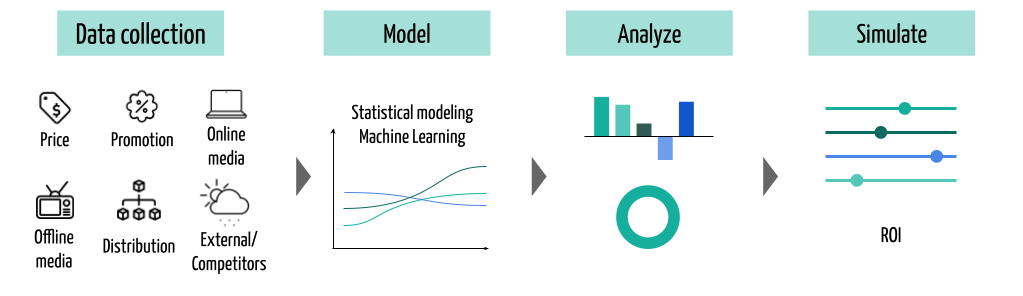 Data collection
Model
Analyze
Simulate
Price
Promotion
Online
media
Offline
media
Distribution
External/
Competitors
Statistical modeling
Machine Learning
ROI